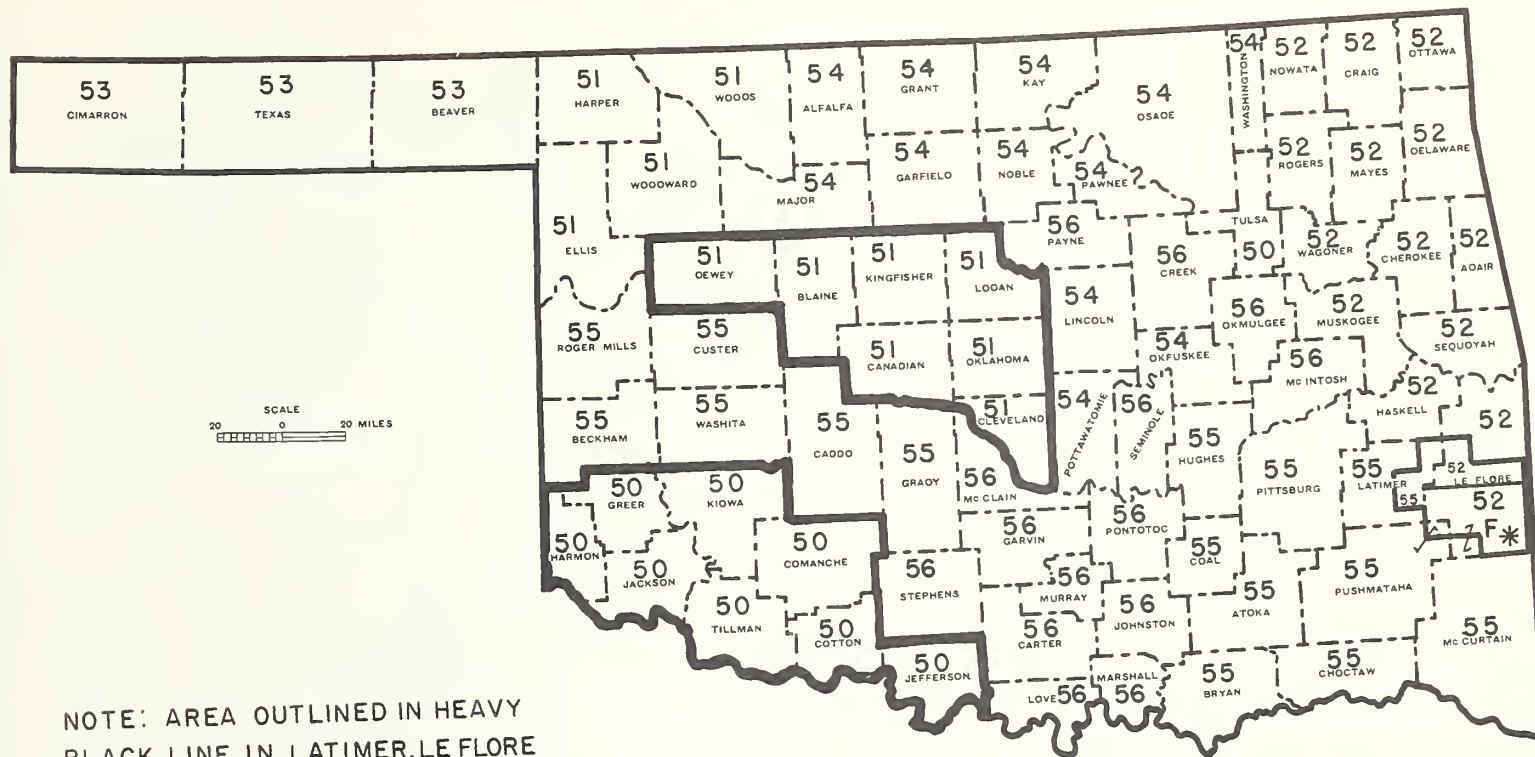 53 CIMARRON
53 TEXAS
53 BEAVER
51 HARPER
51 WOODS
54 ALFALFA
54 GRANT
54 KAY
54 OSAGE
54 WASHINGTON
52 NOWATA
52 CRAIG
52 OTTAWA
51 ELLIS
51 WOODWARD
54 MAJOR
54 GARFIELD
54 NOBLE
54 PAWNEE
52 ROGERS
52 MAYES
52 DELAWARE
51 DEWEY
51 BLAINE
51 KINGFISHER
51 LOGAN
56 PAYNE
56 CREEK
TULSA 50
52 WAGONER
52 CHEROKEE
52 ADAIR
55 ROGER MILLS
55 CUSTER
51 CANADIAN
51 OKLAHOMA
54 LINCOLN
54 OKFUSKEE
56 OKMULGEE
52 MUSKOGEE
52 SEQUOYAH
56 MC INTOSH
52 HASKELL
SCALE
20 0 20 MILES
55 BECKHAM
55 WASHITA
55 CADDO
55 GRADY
51 CLEVELAND
54 POTTAWATOMIE
56 SEMINOLE
55 HUGHES
55 PITTSBURG
55 LATIMER
55
52
52 LE FLORE
52
F*
50 HARMON
50 GREER
50 KIOWA
50 JACKSON
50 COMANCHE
50 TILLMAN
50 COTTON
50 JEFFERSON
56 MC CLAIN
56 GARVIN
56 PONTOTOC
55 COAL
56 STEPHENS
56 MURRAY
56 CARTER
56 JOHNSTON
55 ATOKA
55 PUSHMATAHA
55 MC CURTAIN
LOVE 56
MARSHALL 56
55 BRYAN
55 CHOCTAW
NOTE: AREA OUTLINED IN HEAVY
BLACK LINE IN LATIMER, LE FLORE